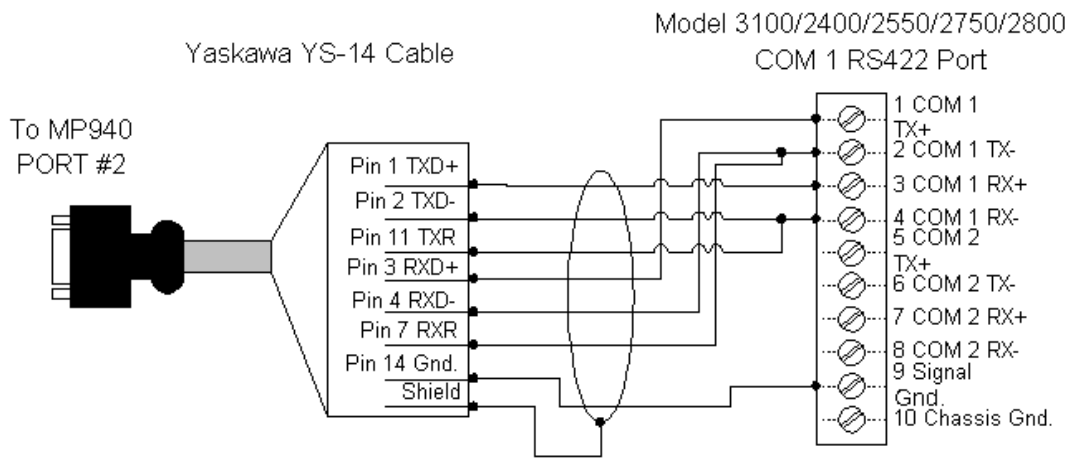 Model 3100/2400/2550/2750/2800
COM 1 RS422 Port
Yaskawa YS-14 Cable
To MP940
PORT #2
Pin 1 TXD+
Pin 2 TXD-
Pin 11 TXR
Pin 3 RXD+
Pin 4 RXD-
Pin 7 RXR
Pin 14 Gnd.
Shield
1 COM 1
TX+
2 COM 1 TX-
3 COM 1 RX+
4 COM 1 RX-
5 COM 2
TX+
6 COM 2 TX-
7 COM 2 RX+
8 COM 2 RX-
9 Signal
Gnd.
10 Chassis Gnd.